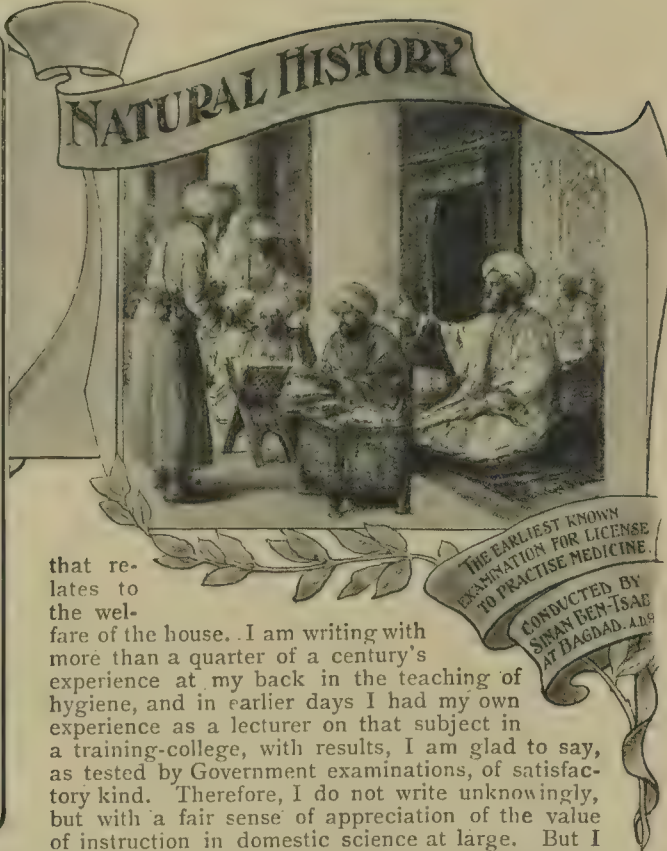 NATURAL HISTORY
THE EARLIEST KNOWN
EXAMINATION FOR LICENSE
TO PRACTISE MEDICINE
CONDUCTED BY
SINAN BEN-TSAB
AT BAGDAD. A.D.9
that re-
lates to
the wel-
fare of the house. I am writing with
more than a quarter of a century's
experience at my back in the teaching of
hygiene, and in earlier days I had my own
experience as a lecturer on that subject in
a training-college, with results, I am glad to say,
as tested by Government examinations, of satisfac-
tory kind. Therefore, I do not write unknowingly,
but with a fair sense of appreciation of the value
of instruction in domestic science at large. But I